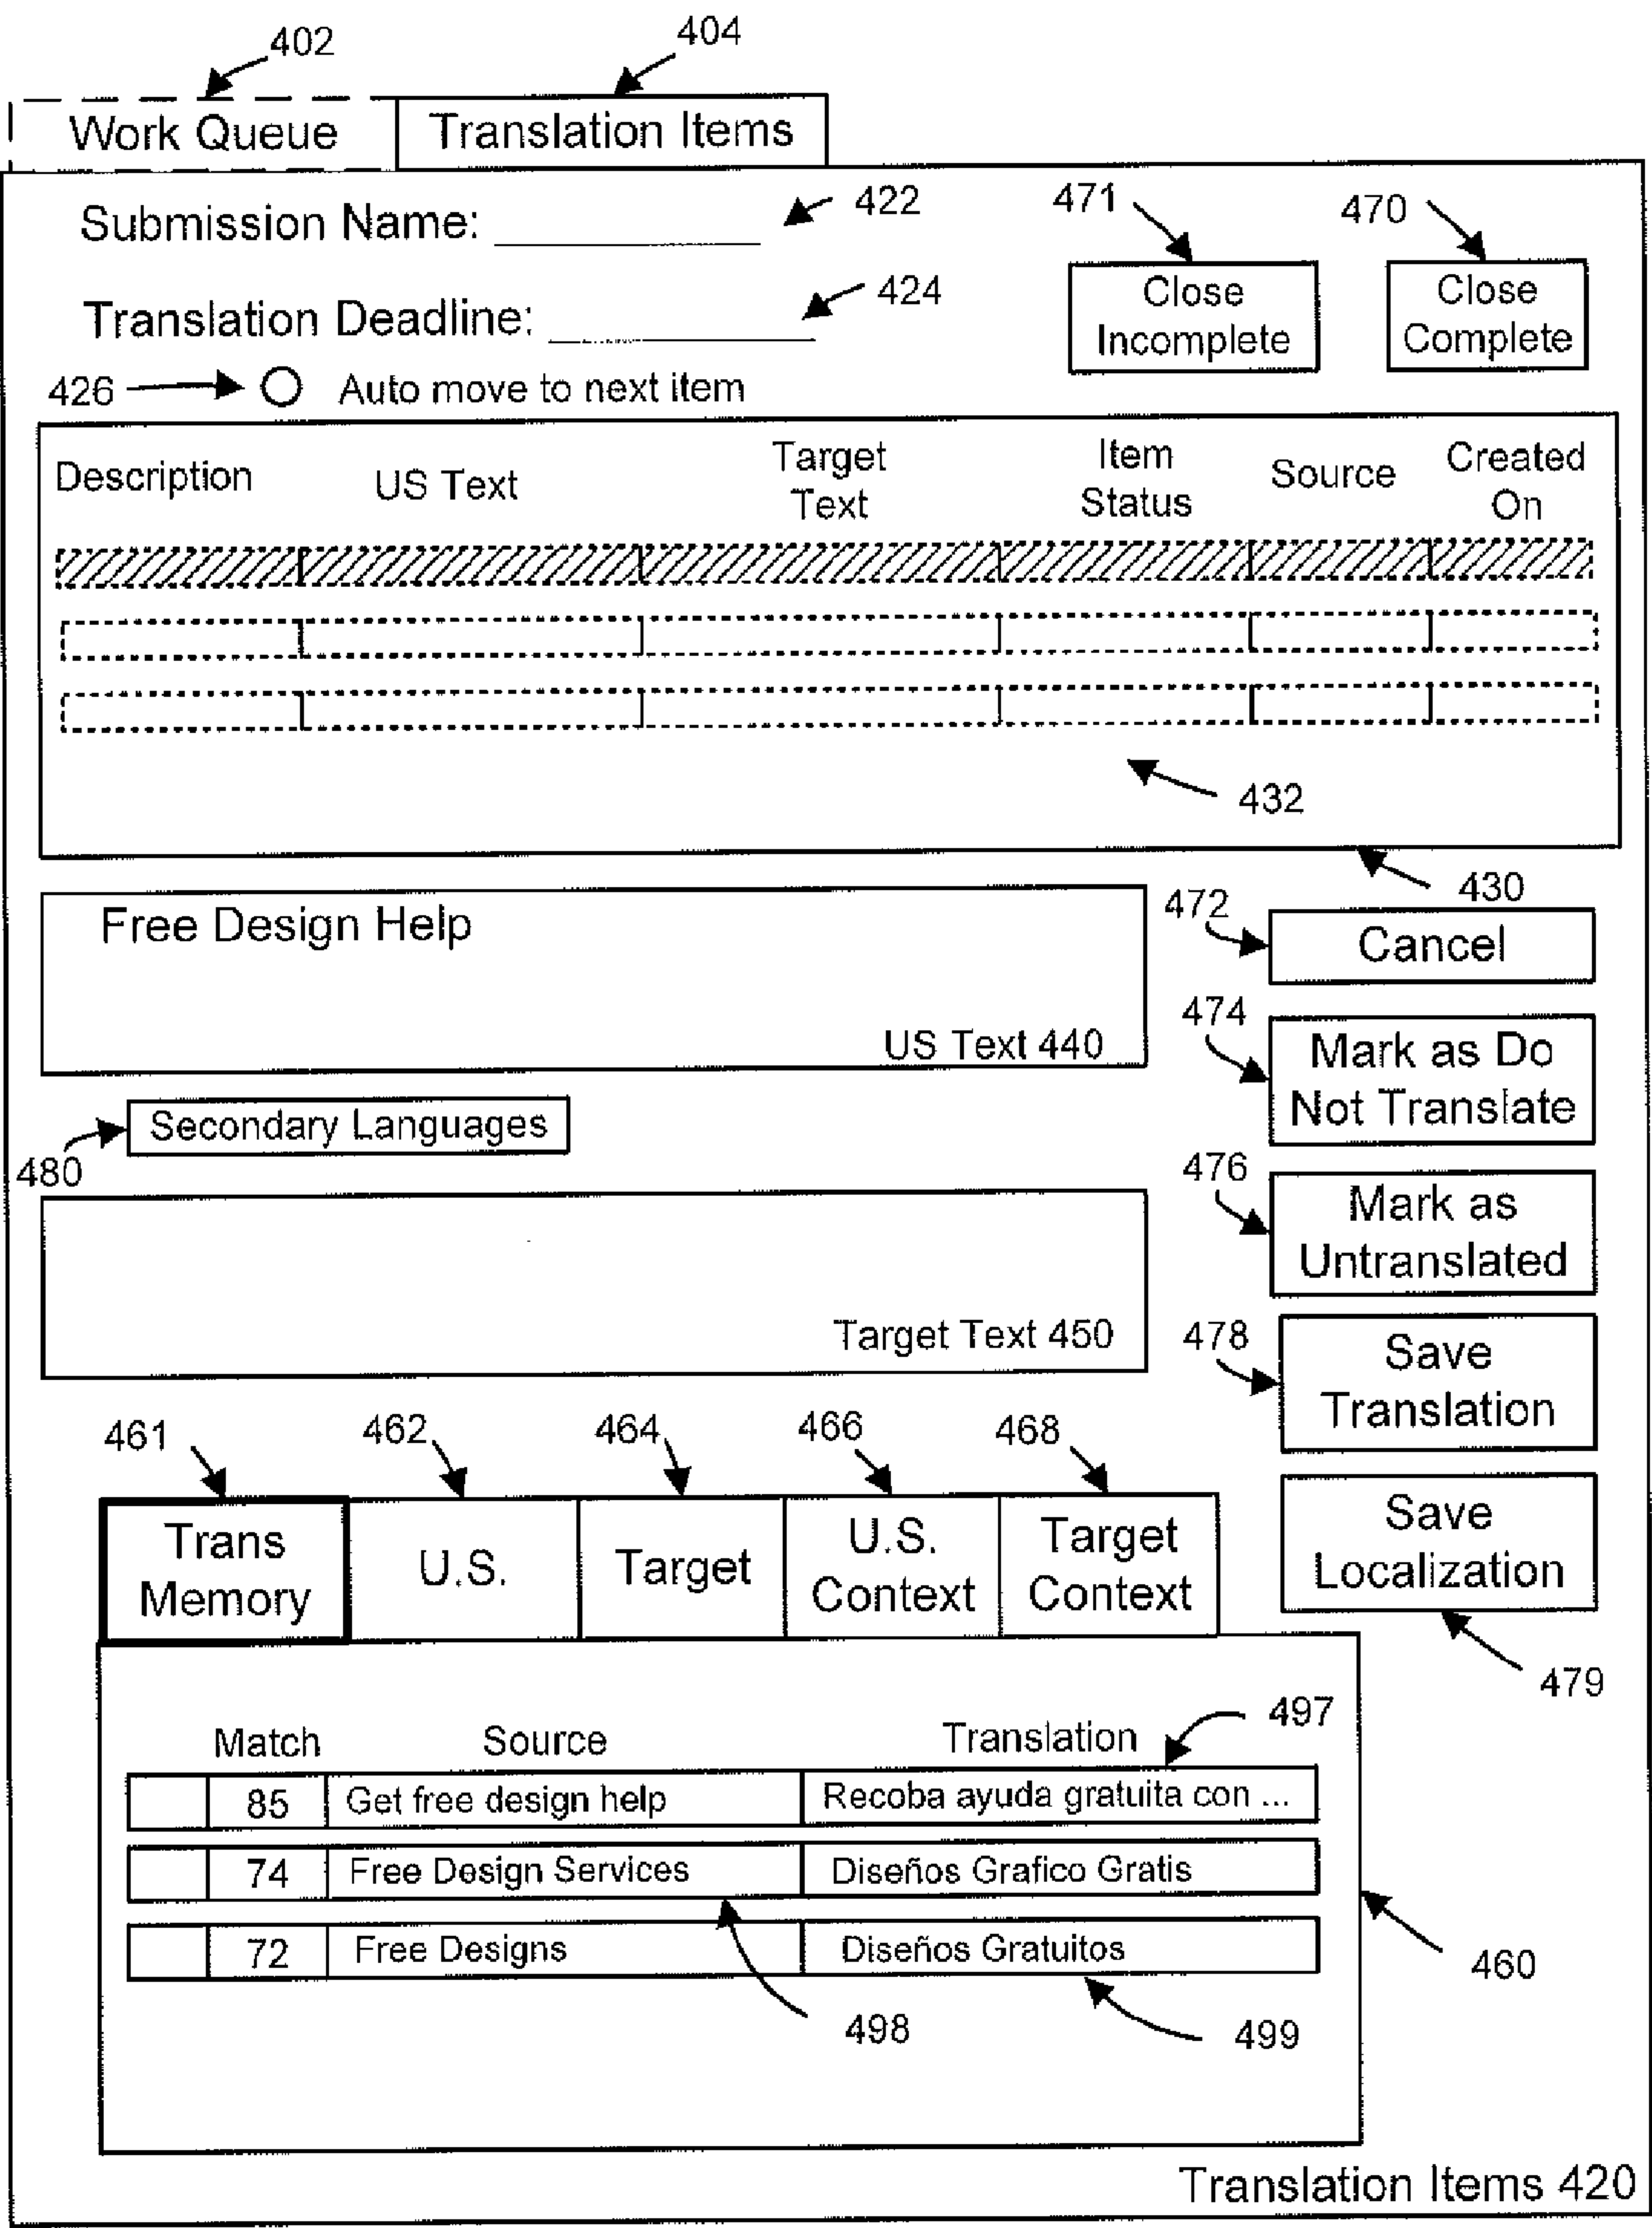 402
404
Work Queue
Translation Items
Submission Name:
422
471
470
Translation Deadline:
424
Close
Incomplete
Close
Complete
426
Auto move to next item
Description
US Text
Target
Text
Item
Status
Source
Created
On
432
430
Free Design Help
US Text 440
472
Cancel
474
Mark as Do
Not Translate
480
Secondary Languages
476
Mark as
Untranslated
Target Text 450
478
Save
Translation
461
462
464
466
468
Trans
Memory
U.S.
Target
U.S.
Context
Target
Context
Save
Localization
479
Match
Source
Translation
497
85
Get free design help
Recoba ayuda gratuita con ...
74
Free Design Services
Diseños Grafico Gratis
72
Free Designs
Diseños Gratuitos
460
498
499
Translation Items 420